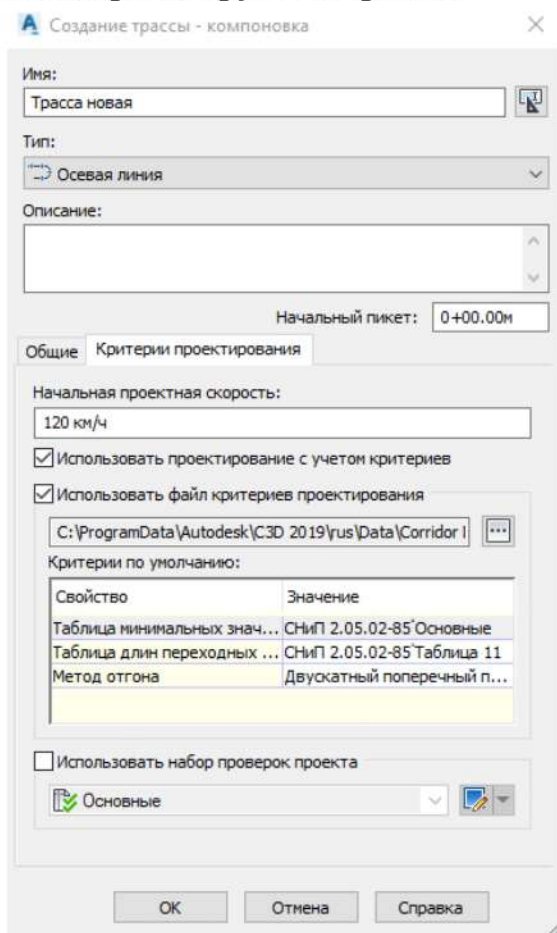 Создание трассы - компоновка
Имя:
Трасса новая
Тип:
Осевая линия
Описание:
Начальный пикет: 0+00.00м
Общие Критерии проектирования
Начальная проектная скорость:
120 км/ч
Использовать проектирование с учетом критериев
Использовать файл критериев проектирования
C:\ProgramData\Autodesk\C3D 2019\rus\Data\Corridor I
Критерии по умолчанию:
Свойство Значение
Таблица минимальных знач... СНиП 2.05.02-85 Основные
Таблица длин переходных ... СНиП 2.05.02-85 Таблица 11
Метод отгона Двускатный поперечный п...
Использовать набор проверок проекта
Основные
OK Отмена Справка